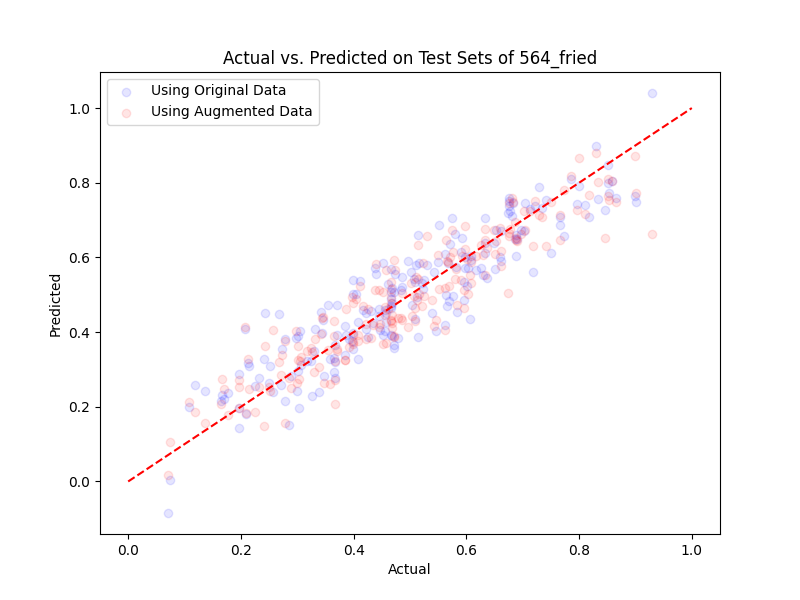 Actual vs. Predicted on Test Sets of 564_fried
Using Original Data
Using Augmented Data
1.0
0.8
0.6
0.4
0.2
0.0
Predicted
0.0 0.2 0.4 0.6 0.8 1.0
Actual